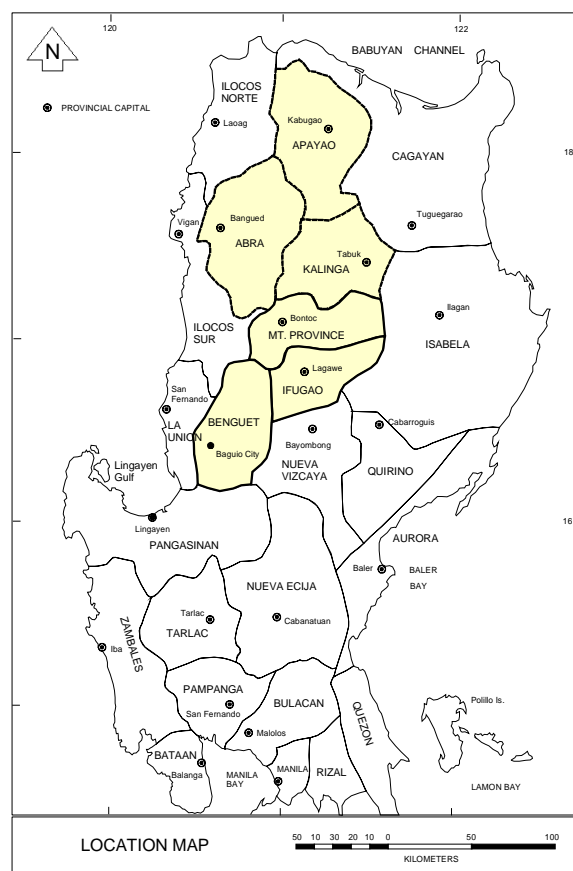 120
122
N
BABUYAN CHANNEL
ILOCOS
NORTE
PROVINCIAL CAPITAL
Laoag
Kabugao
APAYAO
18
CAGAYAN
Vigan
Bangued
ABRA
Tuguegarao
Tabuk
KALINGA
Ilagan
ISABELA
Bontoc
MT. PROVINCE
ILOCOS
SUR
Lagawe
IFUGAO
San
Fernando
LA
UNION
BENGUET
Baguio City
Cabarroguis
Bayombong
NUEVA
VIZCAYA
QUIRINO
Lingayen
Gulf
Lingayen
PANGASINAN
16
AURORA
Baler
BALER
BAY
NUEVA ECIJA
Cabanatuan
Tarlac
TARLAC
ZAMBALES
Iba
PAMPANGA
San Fernando
BULACAN
Malolos
QUEZON
Polillo Is.
BATAAN
Balanga
MANILA
BAY
MANILA
RIZAL
LAMON BAY
LOCATION MAP
50 10 30 20 10 0 50 100
KILOMETERS